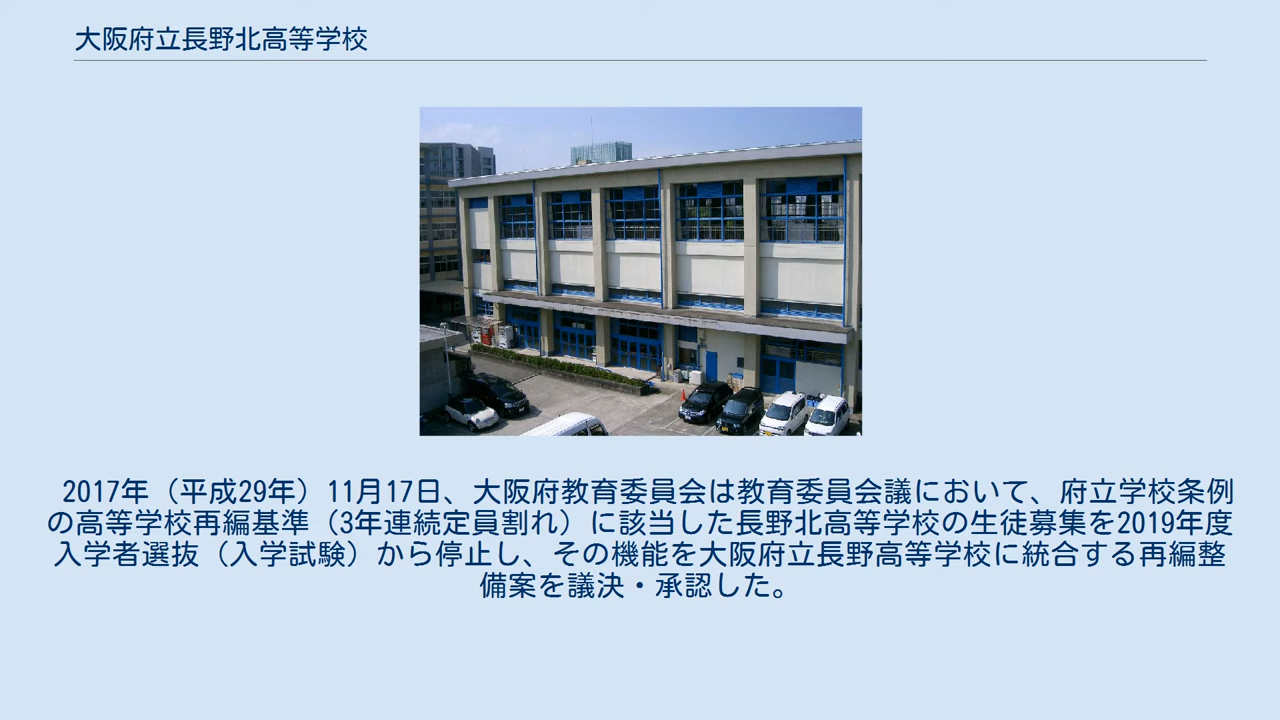 大阪府立長野北高等学校
2017年（平成29年）11月17日、大阪府教育委員会は教育委員会議において、府立学校条例
の高等学校再編基準（3年連続定員割れ）に該当した長野北高等学校の生徒募集を2019年度
入学者選抜（入学試験）から停止し、その機能を大阪府立長野高等学校に統合する再編整
備案を議決・承認した。